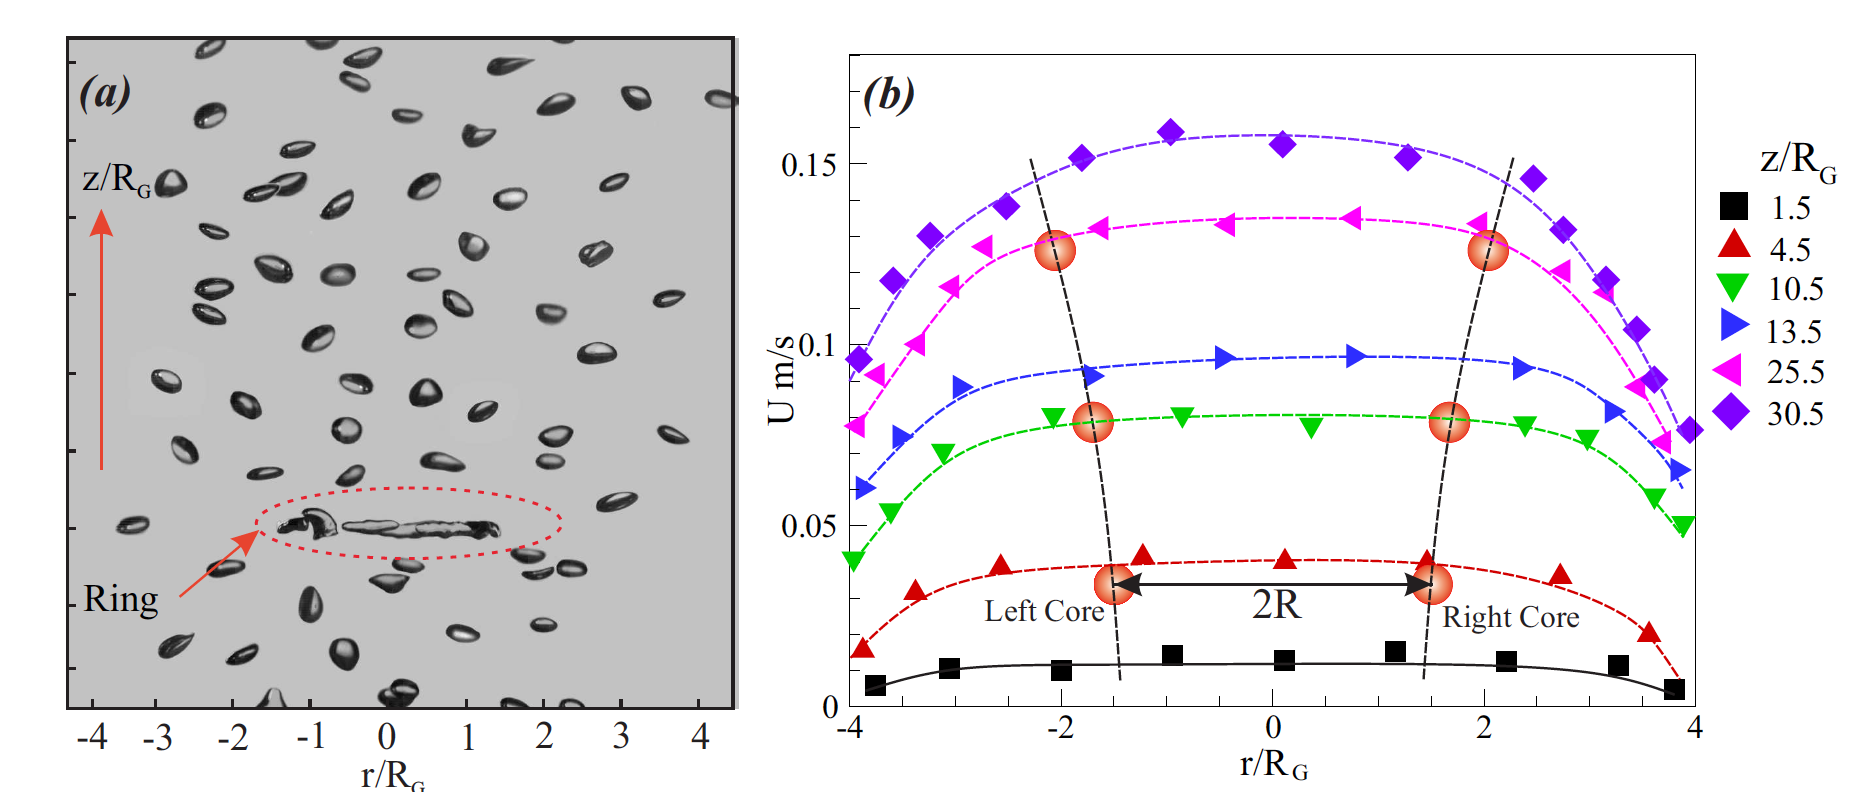 (a)
z/R_G
Ring
-4 -3 -2 -1 0 1 2 3 4
r/R_G
(b)
U m/s
0.15
0.1
0.05
0
Left Core
2R
Right Core
-4 -2 0 2 4
r/R_G
z/R_G
1.5
4.5
10.5
13.5
25.5
30.5